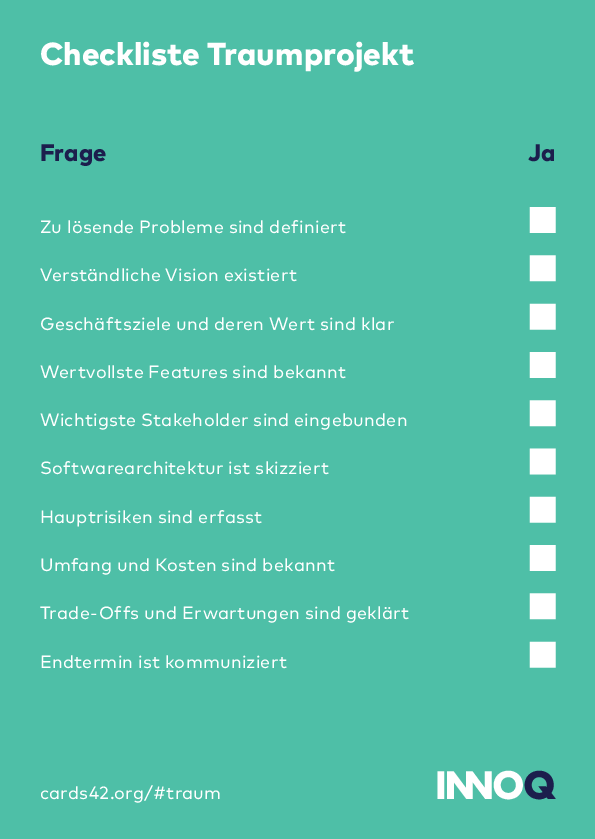 Checkliste Traumprojekt
Frage Ja
Zu lösende Probleme sind definiert
Verständliche Vision existiert
Geschäftsziele und deren Wert sind klar
Wertvollste Features sind bekannt
Wichtigste Stakeholder sind eingebunden
Softwarearchitektur ist skizziert
Hauptrisiken sind erfasst
Umfang und Kosten sind bekannt
Trade-Offs und Erwartungen sind geklärt
Endtermin ist kommuniziert
cards42.org/#traum INNOQ